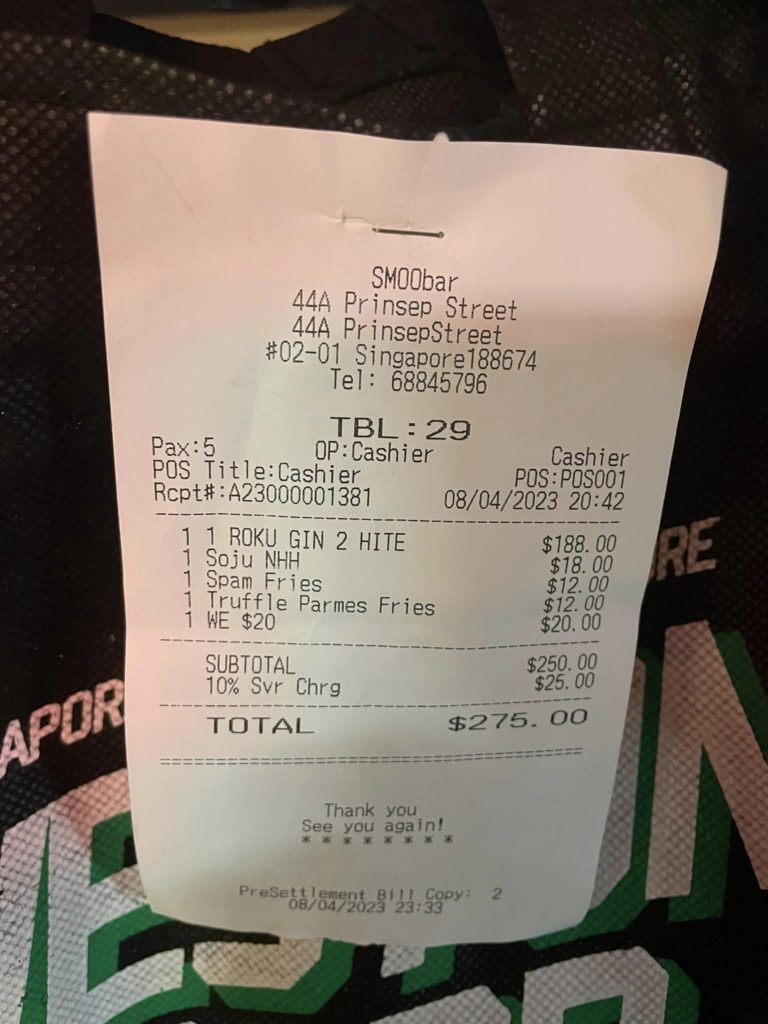 SMOObar
44A Prinsep Street
44A PrinsepStreet
#02-01 Singapore188674
Tel: 68845796
TBL:29
Pax:5 OP:Cashier Cashier
POS Title:Cashier POS:POS001
Rcpt#:A23000001381 08/04/2023 20:42
1 1 ROKU GIN 2 HITE $188.00
1 Soju NHH $18.00
1 Spam Fries $12.00
1 Truffle Parmes Fries $12.00
1 WE $20 $20.00
SUBTOTAL $250.00
10% Svr Chrg $25.00
TOTAL $275.00
Thank you
See you again!
* * * * * * * *
PreSettlement Bill Copy: 2
08/04/2023 23:33